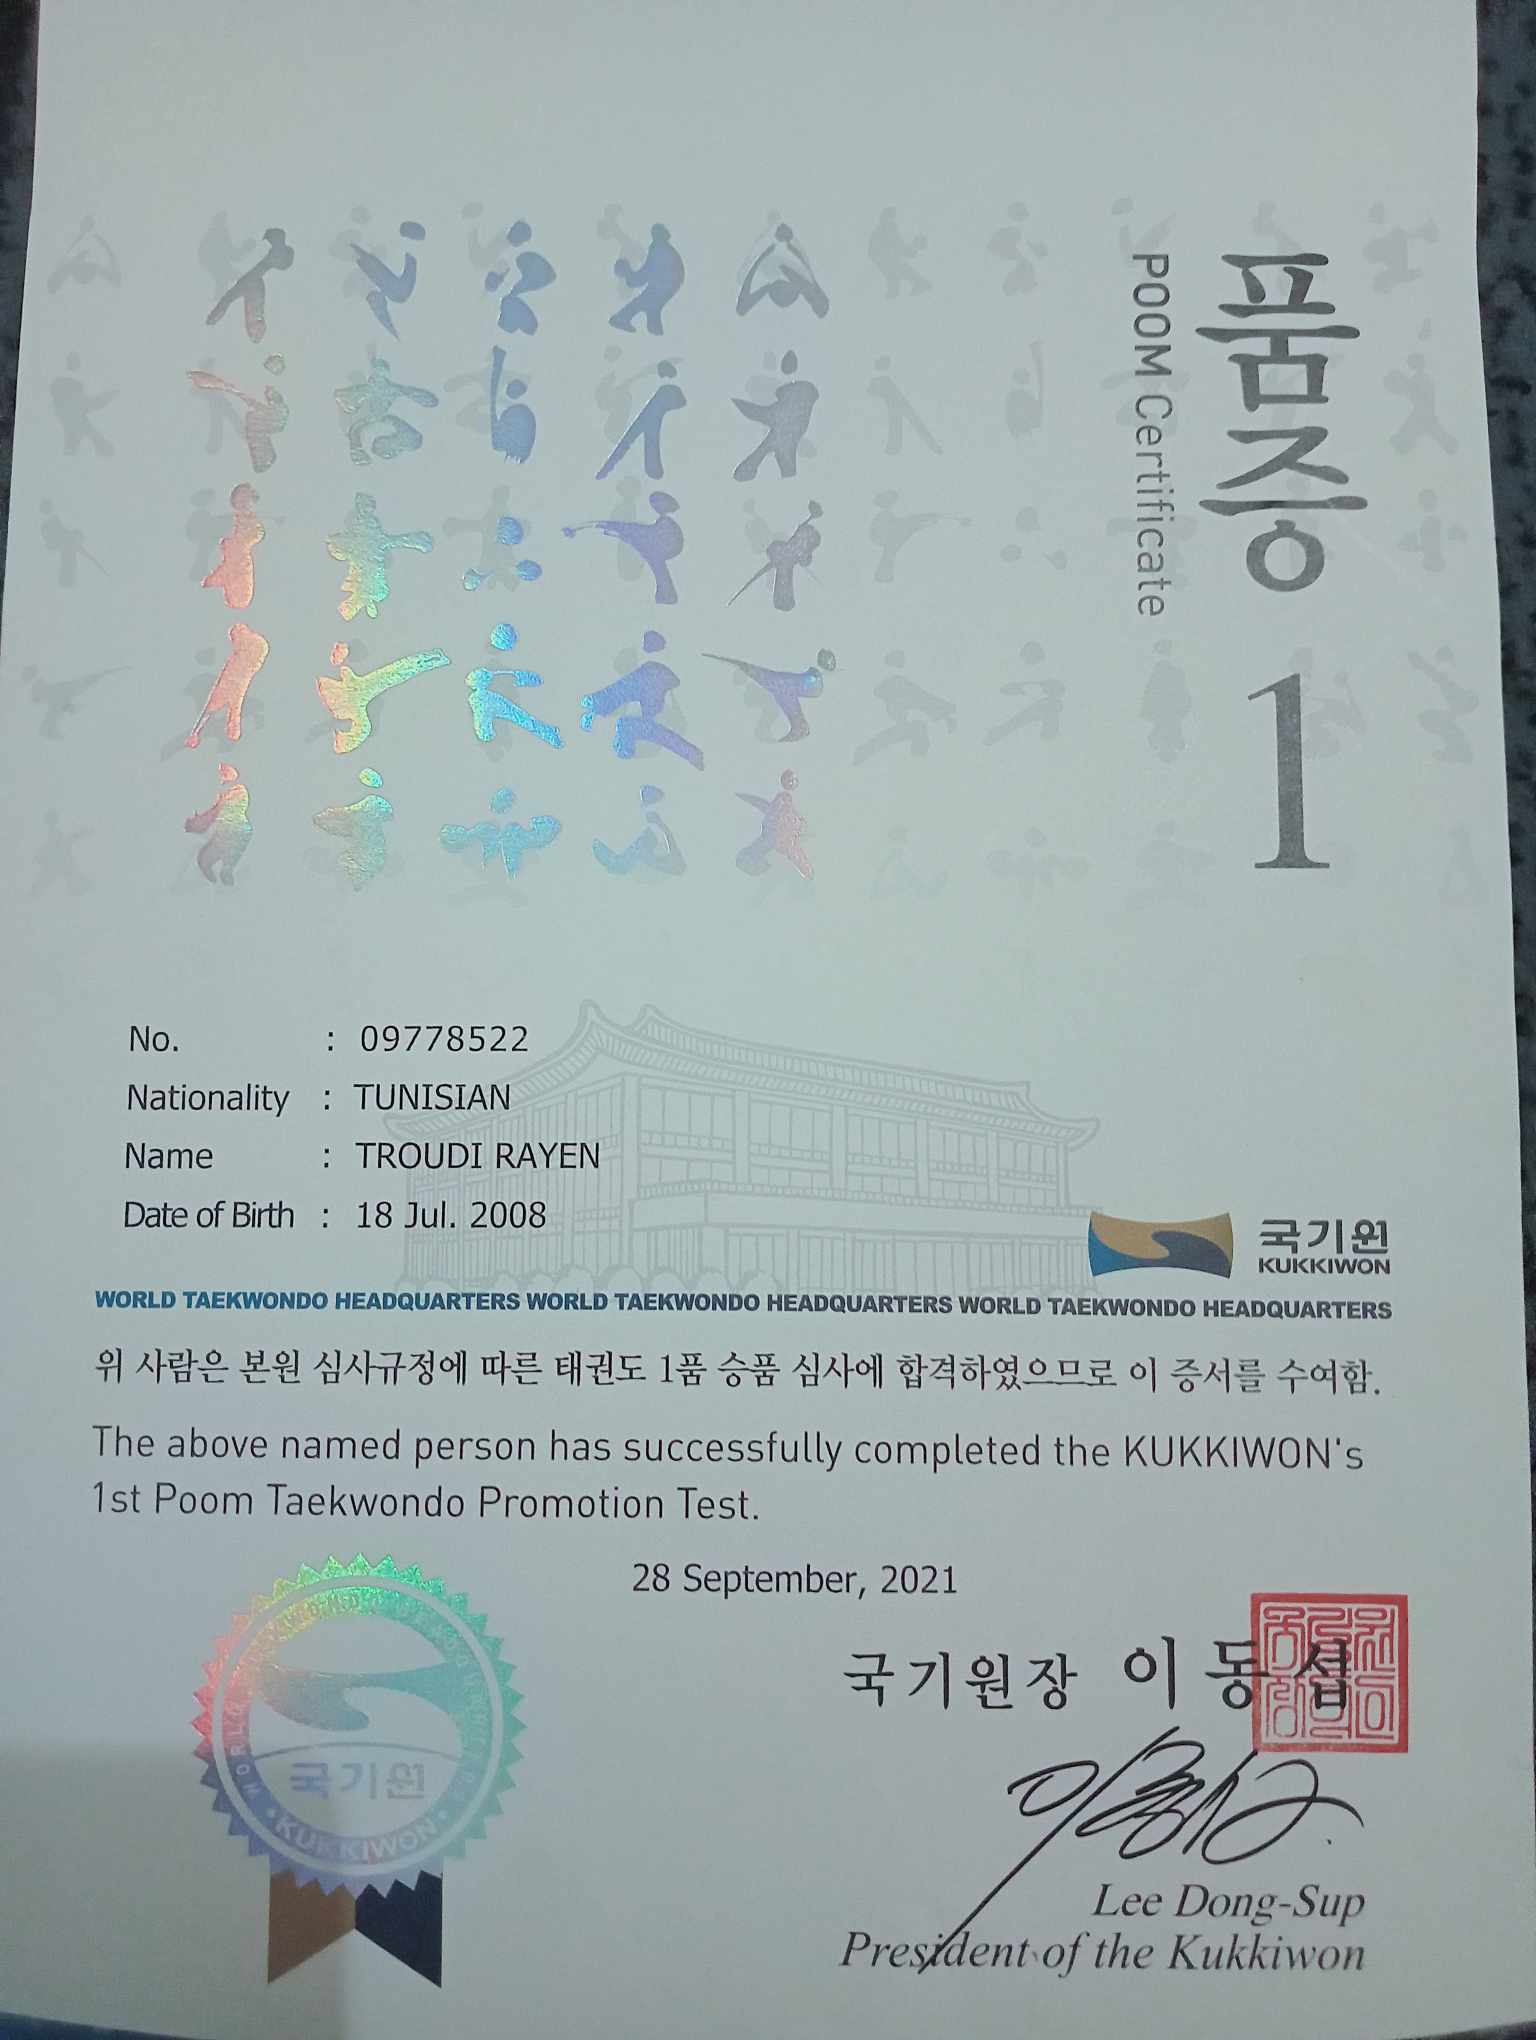 품증 1
POOM Certificate
No. : 09778522
Nationality : TUNISIAN
Name : TROUDI RAYEN
Date of Birth : 18 Jul. 2008
국기원
KUKKIWON
WORLD TAEKWONDO HEADQUARTERS WORLD TAEKWONDO HEADQUARTERS WORLD TAEKWONDO HEADQUARTERS
위 사람은 본원 심사규정에 따른 태권도 1품 승품 심사에 합격하였으므로 이 증서를 수여함.
The above named person has successfully completed the KUKKIWON's
1st Poom Taekwondo Promotion Test.
28 September, 2021
국기원장 이동섭
Lee Dong-Sup
President of the Kukkiwon
국기원
KUKKIWON